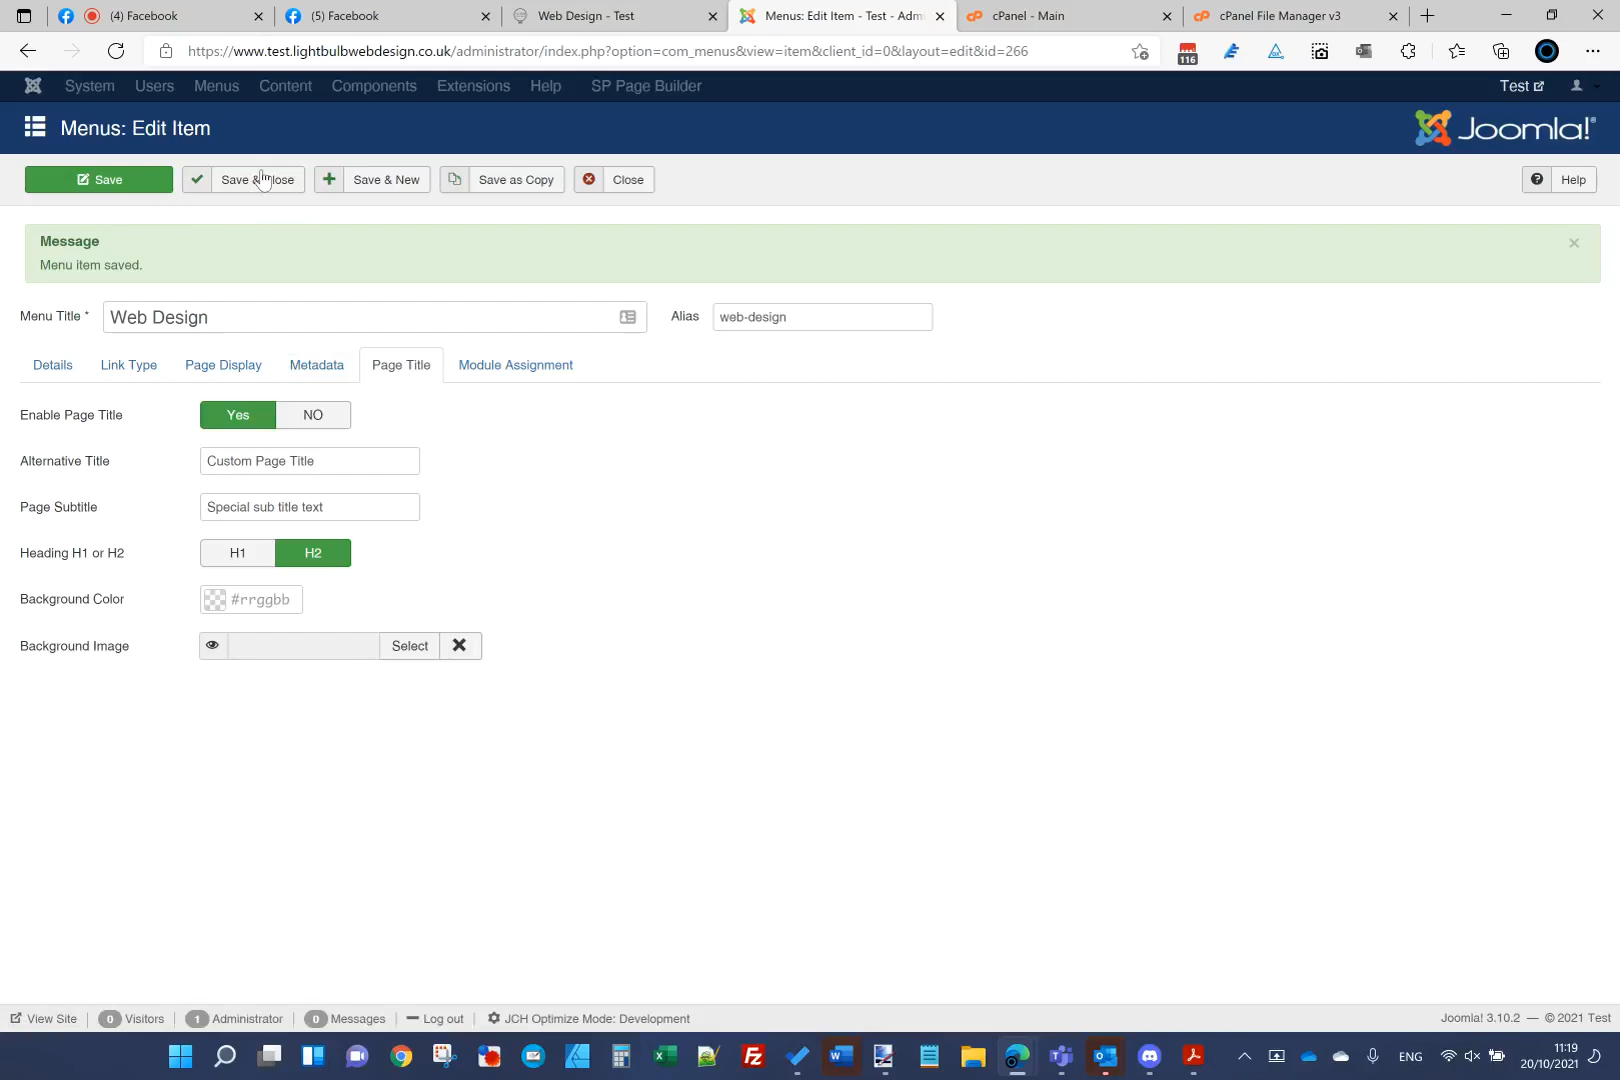 (4) Facebook
(5) Facebook
Web Design - Test
Menus: Edit Item - Test - Admi
cPanel - Main
cPanel File Manager v3
https://www.test.lightbulbwebdesign.co.uk/administrator/index.php?option=com_menus&view=item&client_id=0&layout=edit&id=266
116
System Users Menus Content Components Extensions Help SP Page Builder Test
Menus: Edit Item
Joomla!®
Save Save & Close Save & New Save as Copy Close Help
Message
Menu item saved.
Menu Title * Web Design Alias web-design
Details Link Type Page Display Metadata Page Title Module Assignment
Enable Page Title Yes NO
Alternative Title Custom Page Title
Page Subtitle Special sub title text
Heading H1 or H2 H1 H2
Background Color #rrggbb
Background Image Select
View Site 0 Visitors 1 Administrator 0 Messages Log out JCH Optimize Mode: Development Joomla! 3.10.2 — © 2021 Test
ENG 11:19
20/10/2021